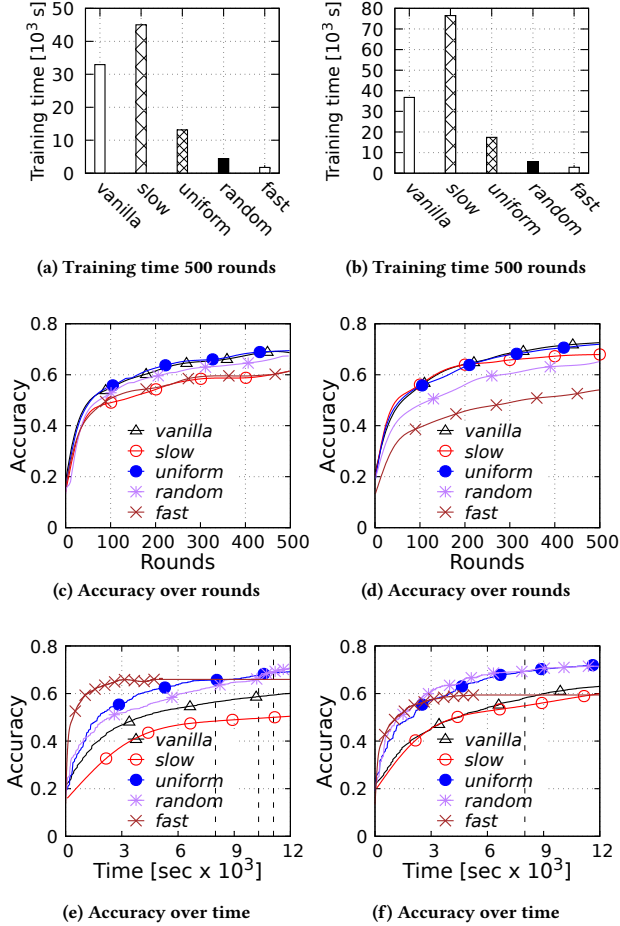 Training time [10³ s]
50
40
30
20
10
0
vanilla
slow
uniform
random
fast
(a) Training time 500 rounds
Training time [10³ s]
80
70
60
50
40
30
20
10
0
vanilla
slow
uniform
random
fast
(b) Training time 500 rounds
Accuracy
0.8
0.6
0.4
0.2
0
vanilla
slow
uniform
random
fast
0 100 200 300 400 500
Rounds
(c) Accuracy over rounds
Accuracy
0.8
0.6
0.4
0.2
0
vanilla
slow
uniform
random
fast
0 100 200 300 400 500
Rounds
(d) Accuracy over rounds
Accuracy
0.8
0.6
0.4
0.2
0
vanilla
slow
uniform
random
fast
0 3 6 9 12
Time [sec x 10³]
(e) Accuracy over time
Accuracy
0.8
0.6
0.4
0.2
0
vanilla
slow
uniform
random
fast
0 3 6 9 12
Time [sec x 10³]
(f) Accuracy over time